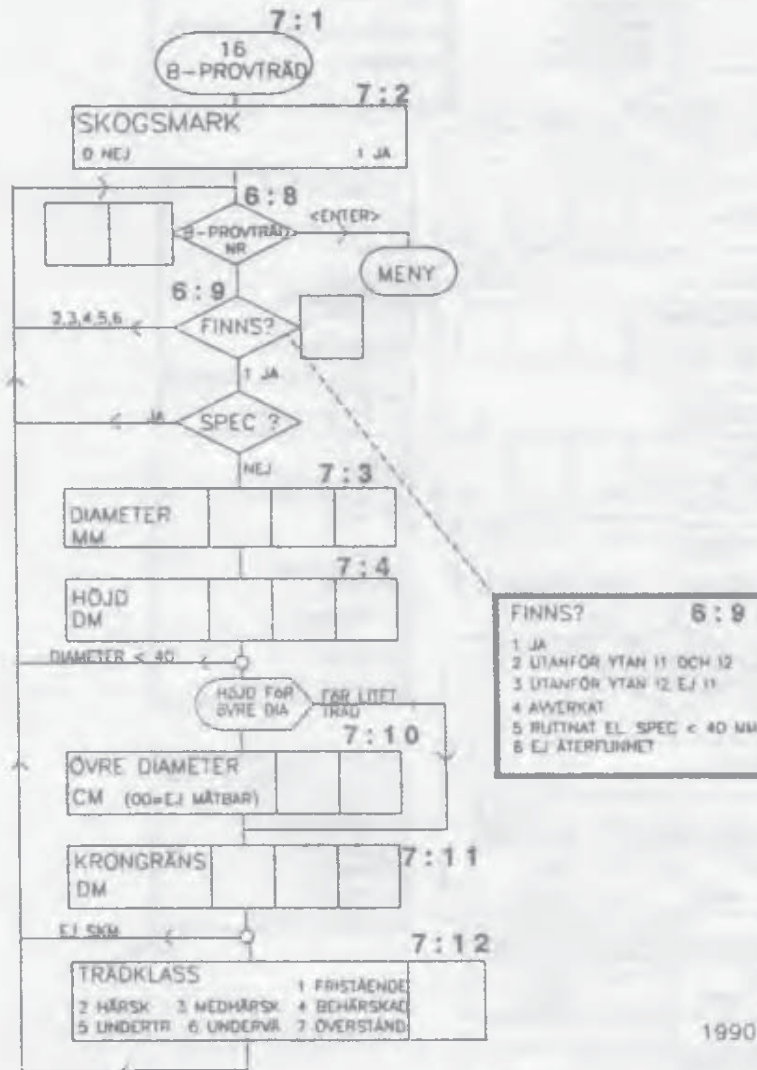 7:1
16
B-PROVTRÄD
7:2
SKOGSMARK
0 NEJ 1 JA
6:8
<ENTER>
B-PROVTRÄD
NR
MENY
6:9
2,3,4,5,6
FINNS?
1 JA
JA
SPEC ?
NEJ
7:3
DIAMETER
MM
7:4
HÖJD
DM
DIAMETER < 40
HÖJD FÖR
ÖVRE DIA
FÖR LITET
TRÄD
7:10
ÖVRE DIAMETER
CM (00=EJ MÄTBAR)
KRONGRÄNS
DM
7:11
EJ SKM
7:12
TRÄDKLASS
1 FRISTÅENDE
2 HÄRSK 3 MEDHÄRSK 4 BEHÄRSKAD
5 UNDERTR 6 UNDERVÄ 7 ÖVERSTÅND
FINNS? 6:9
1 JA
2 UTANFÖR YTAN I1 OCH I2
3 UTANFÖR YTAN I2 EJ I1
4 AVVERKAT
5 RUTTNAT EL. SPEC < 40 MM
6 EJ ÅTERFUNNET
1990